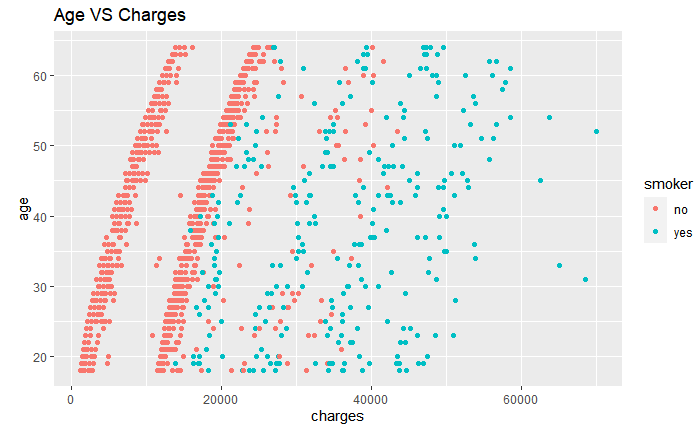 Age VS Charges
age
60
50
40
30
20
0
20000
40000
60000
charges
smoker
no
yes